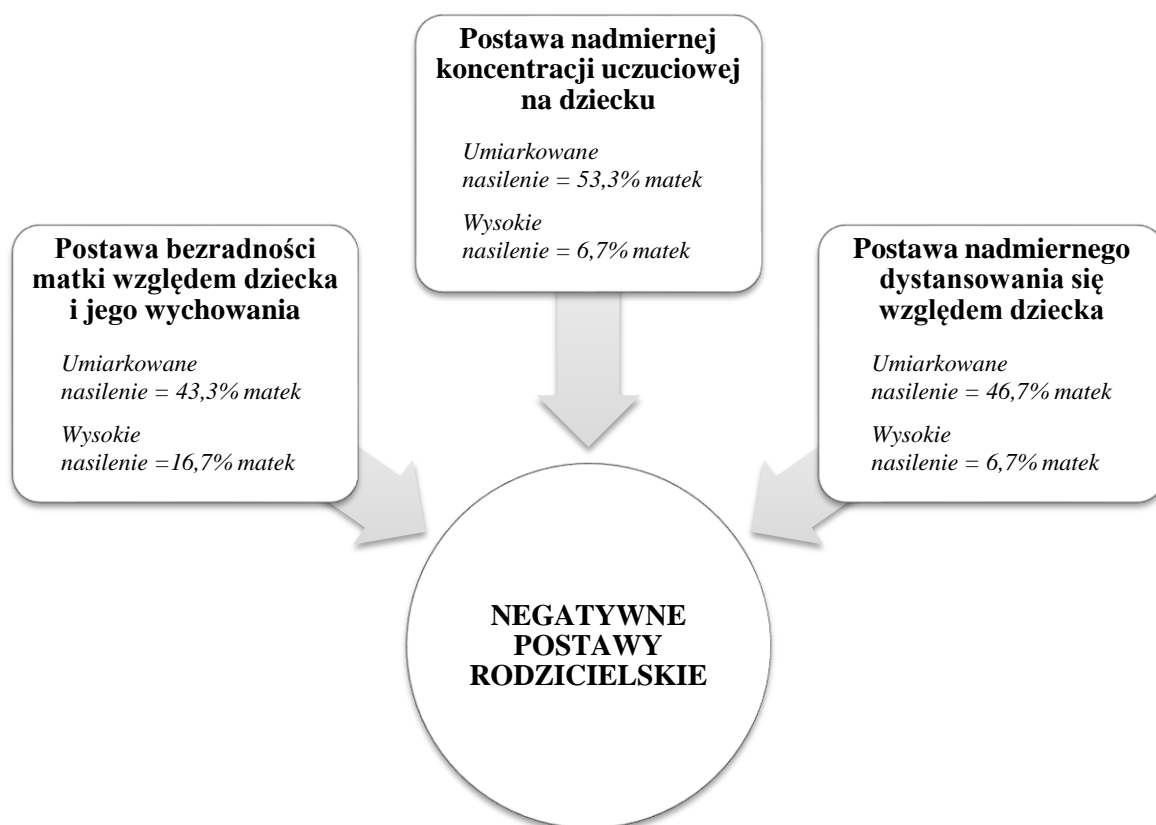 Postawa nadmiernej
koncentracji uczuciowej
na dziecku
Umiarkowane
nasilenie = 53,3% matek
Wysokie
nasilenie = 6,7% matek
Postawa bezradności
matki względem dziecka
i jego wychowania
Umiarkowane
nasilenie = 43,3% matek
Wysokie
nasilenie =16,7% matek
Postawa nadmiernego
dystansowania się
względem dziecka
Umiarkowane
nasilenie = 46,7% matek
Wysokie
nasilenie = 6,7% matek
NEGATYWNE
POSTAWY
RODZICIELSKIE